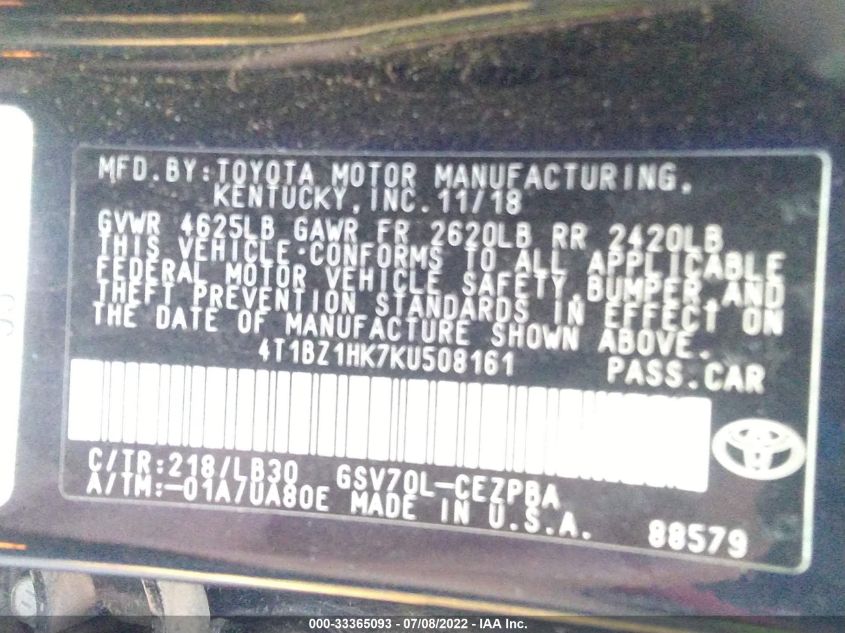 MFD.BY:TOYOTA MOTOR MANUFACTURING,
KENTUCKY,INC. 11/18
GVWR 4625LB GAWR FR 2620LB RR 2420LB
THIS VEHICLE CONFORMS TO ALL APPLICABLE
FEDERAL MOTOR VEHICLE SAFETY,BUMPER,AND
THEFT PREVENTION STANDARDS IN EFFECT ON
THE DATE OF MANUFACTURE SHOWN ABOVE.
4T1BZ1HK7KU508161 PASS.CAR
C/TR:218/LB30 GSV70L-CEZPBA
A/TM:-01A/UA80E MADE IN U.S.A. 88579
000-33365093 - 07/08/2022 - IAA Inc.